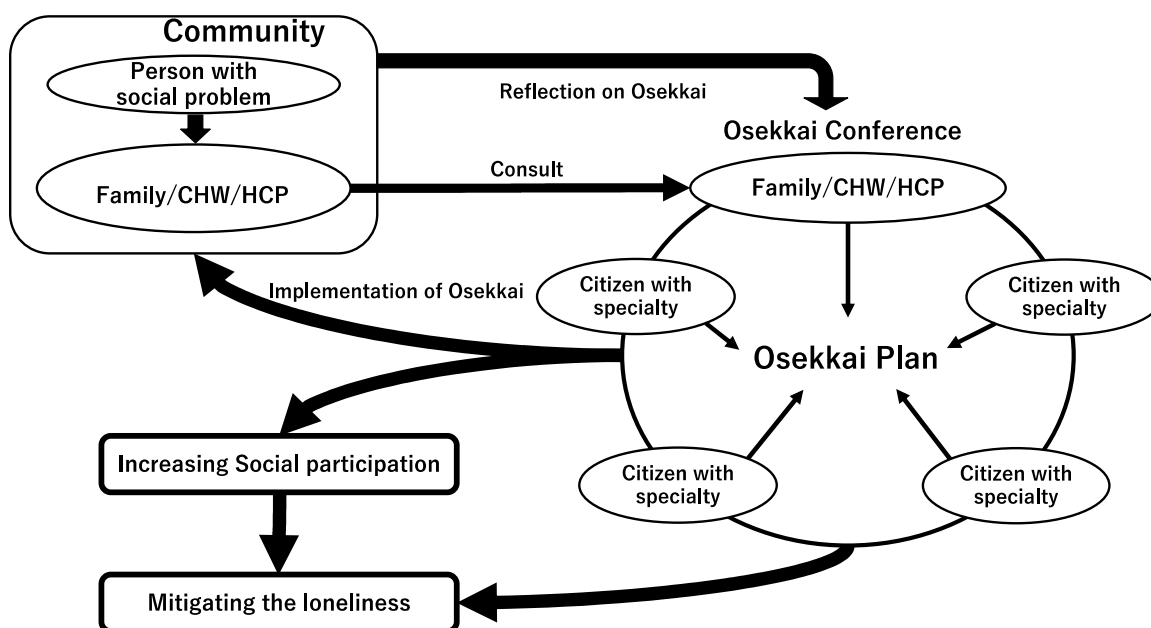 Community
Person with
social problem
Family/CHW/HCP
Reflection on Osekkai
Consult
Osekkai Conference
Family/CHW/HCP
Implementation of Osekkai
Citizen with
specialty
Citizen with
specialty
Osekkai Plan
Citizen with
specialty
Citizen with
specialty
Increasing Social participation
Mitigating the loneliness